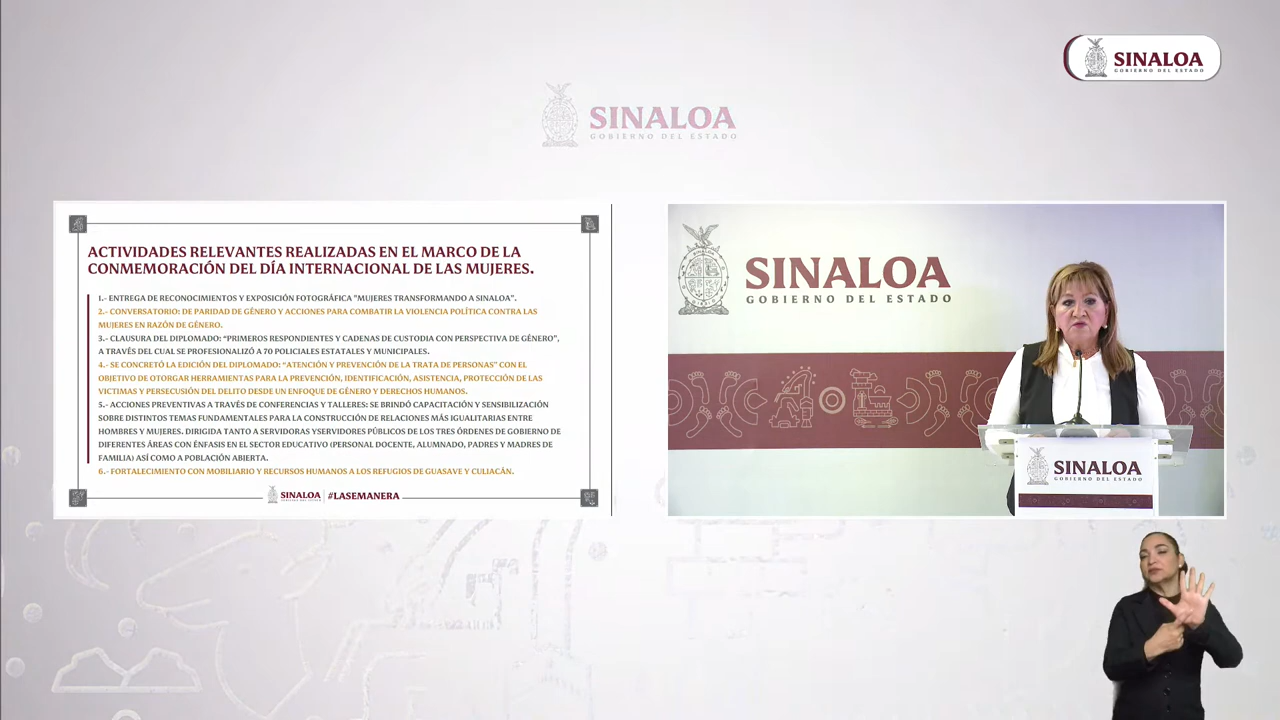 SINALOA
GOBIERNO DEL ESTADO
SINALOA
GOBIERNO DEL ESTADO
ACTIVIDADES RELEVANTES REALIZADAS EN EL MARCO DE LA
CONMEMORACIÓN DEL DÍA INTERNACIONAL DE LAS MUJERES.
1.- ENTREGA DE RECONOCIMIENTOS Y EXPOSICIÓN FOTOGRÁFICA "MUJERES TRANSFORMANDO A SINALOA".
2.- CONVERSATORIO: DE PARIDAD DE GÉNERO Y ACCIONES PARA COMBATIR LA VIOLENCIA POLÍTICA CONTRA LAS
MUJERES EN RAZÓN DE GÉNERO.
3.- CLAUSURA DEL DIPLOMADO: “PRIMEROS RESPONDIENTES Y CADENAS DE CUSTODIA CON PERSPECTIVA DE GÉNERO”,
A TRAVÉS DEL CUAL SE PROFESIONALIZÓ A 70 POLICIALES ESTATALES Y MUNICIPALES.
4.- SE CONCRETÓ LA EDICIÓN DEL DIPLOMADO: “ATENCIÓN Y PREVENCIÓN DE LA TRATA DE PERSONAS” CON EL
OBJETIVO DE OTORGAR HERRAMIENTAS PARA LA PREVENCIÓN, IDENTIFICACIÓN, ASISTENCIA, PROTECCIÓN DE LAS
VICTIMAS Y PERSECUSIÓN DEL DELITO DESDE UN ENFOQUE DE GÉNERO Y DERECHOS HUMANOS.
5.- ACCIONES PREVENTIVAS A TRAVÉS DE CONFERENCIAS Y TALLERES: SE BRINDÓ CAPACITACIÓN Y SENSIBILIZACIÓN
SOBRE DISTINTOS TEMAS FUNDAMENTALES PARA LA CONSTRUCCIÓN DE RELACIONES MÁS IGUALITARIAS ENTRE
HOMBRES Y MUJERES. DIRIGIDA TANTO A SERVIDORAS YSERVIDORES PÚBLICOS DE LOS TRES ÓRDENES DE GOBIERNO DE
DIFERENTES ÁREAS CON ÉNFASIS EN EL SECTOR EDUCATIVO (PERSONAL DOCENTE, ALUMNADO, PADRES Y MADRES DE
FAMILIA) ASÍ COMO A POBLACIÓN ABIERTA.
6.- FORTALECIMIENTO CON MOBILIARIO Y RECURSOS HUMANOS A LOS REFUGIOS DE GUASAVE Y CULIACÁN.
SINALOA #LASEMANERA
GOBIERNO DEL ESTADO
SINALOA
GOBIERNO DEL ESTADO
SINALOA
GOBIERNO DEL ESTADO